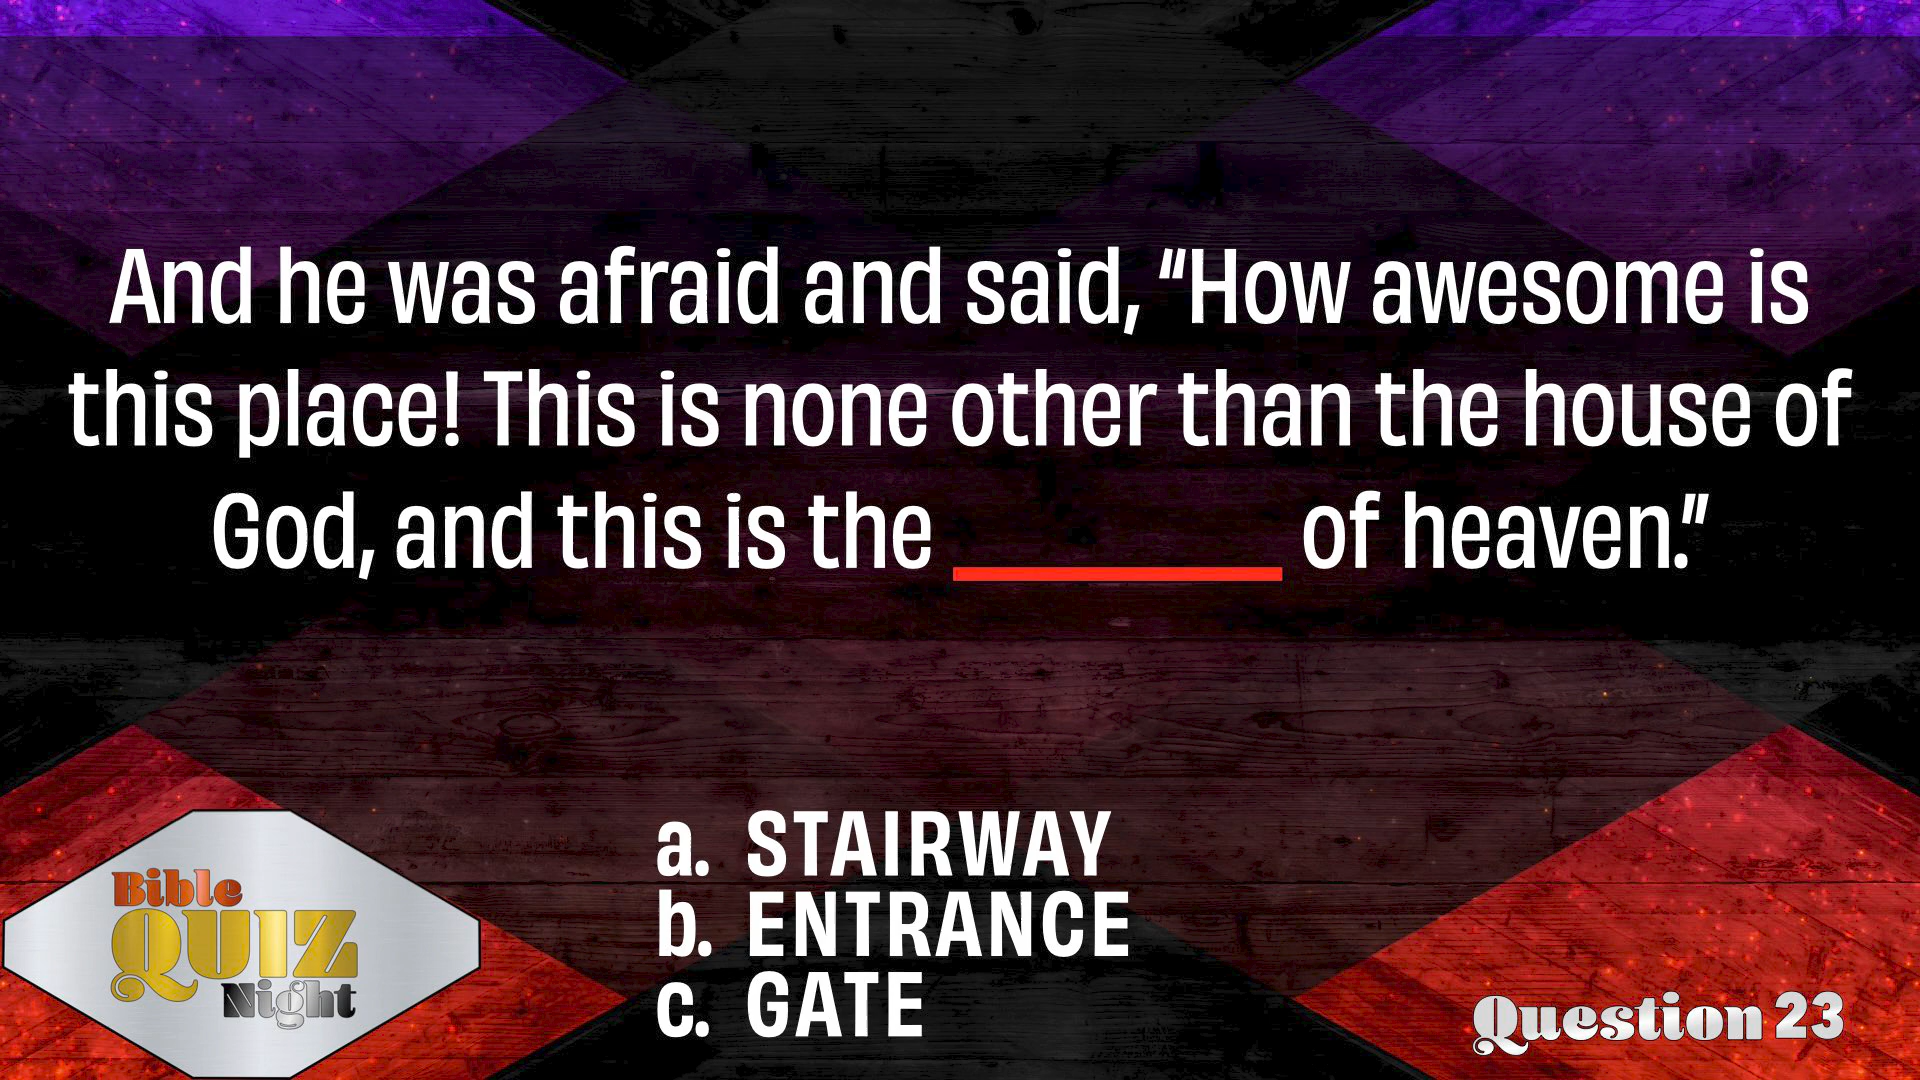 And he was afraid and said, “How awesome is
this place! This is none other than the house of
God, and this is the ________ of heaven.”
a. STAIRWAY
b. ENTRANCE
c. GATE
Bible
QUIZ
Night
Question 23